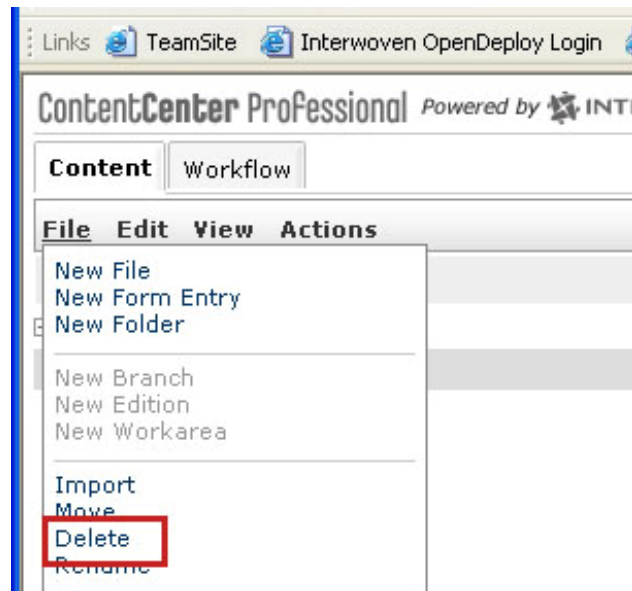 Links TeamSite Interwoven OpenDeploy Login
ContentCenter Professional Powered by INT
Content Workflow
File Edit View Actions
New File
New Form Entry
New Folder
New Branch
New Edition
New Workarea
Import
Move
Delete
Rename